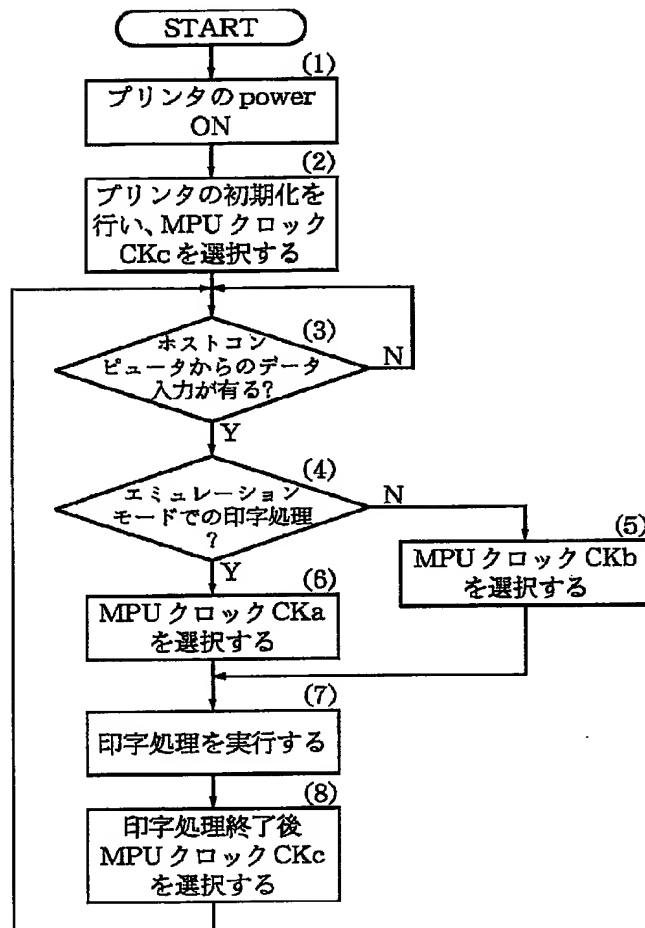 START
(1)
プリンタのpower
ON
(2)
プリンタの初期化を
行い、MPUクロック
CKcを選択する
(3)
ホストコン
ピュータからのデータ
入力が有る?
N
Y
(4)
エミュレーション
モードでの印字処理
?
N
Y
(5)
MPUクロックCKb
を選択する
(6)
MPUクロックCKa
を選択する
(7)
印字処理を実行する
(8)
印字処理終了後
MPUクロックCKc
を選択する